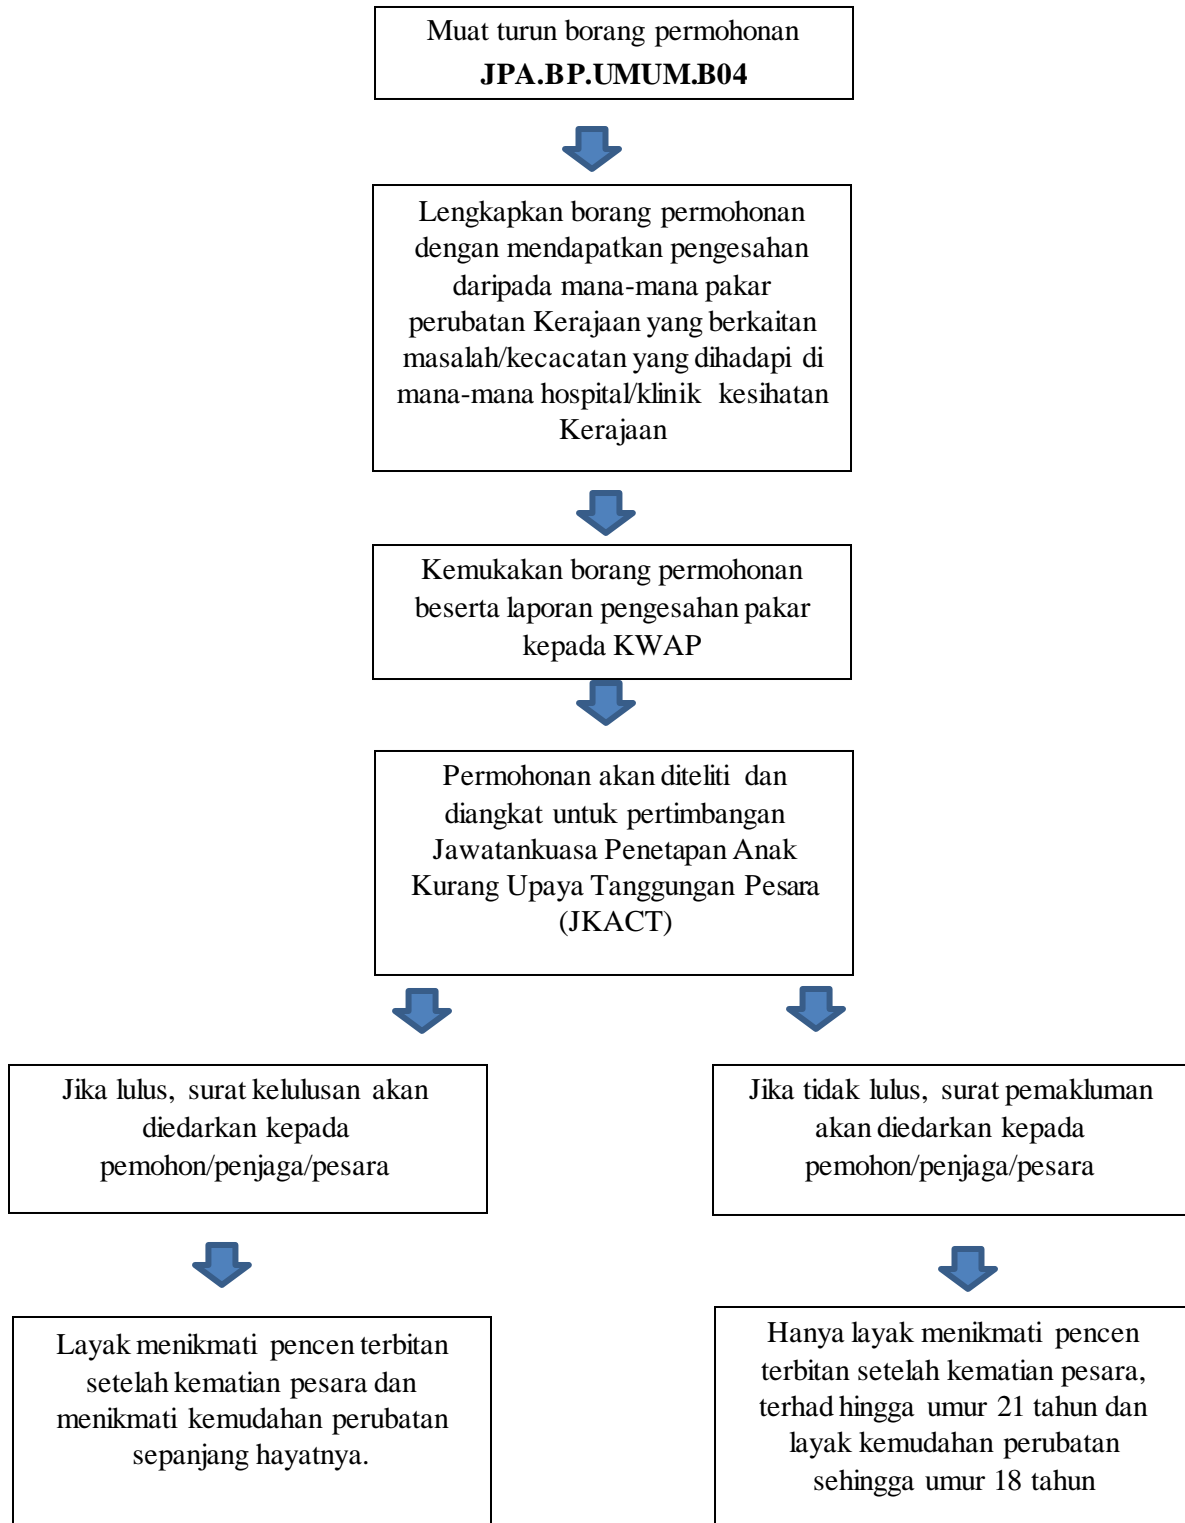 Muat turun borang permohonan
JPA.BP.UMUM.B04
Lengkapkan borang permohonan
dengan mendapatkan pengesahan
daripada mana-mana pakar
perubatan Kerajaan yang berkaitan
masalah/kecacatan yang dihadapi di
mana-mana hospital/klinik kesihatan
Kerajaan
Kemukakan borang permohonan
beserta laporan pengesahan pakar
kepada KWAP
Permohonan akan diteliti dan
diangkat untuk pertimbangan
Jawatankuasa Penetapan Anak
Kurang Upaya Tanggungan Pesara
(JKACT)
Jika lulus, surat kelulusan akan
diedarkan kepada
pemohon/penjaga/pesara
Jika tidak lulus, surat pemakluman
akan diedarkan kepada
pemohon/penjaga/pesara
Layak menikmati pencen terbitan
setelah kematian pesara dan
menikmati kemudahan perubatan
sepanjang hayatnya.
Hanya layak menikmati pencen
terbitan setelah kematian pesara,
terhad hingga umur 21 tahun dan
layak kemudahan perubatan
sehingga umur 18 tahun